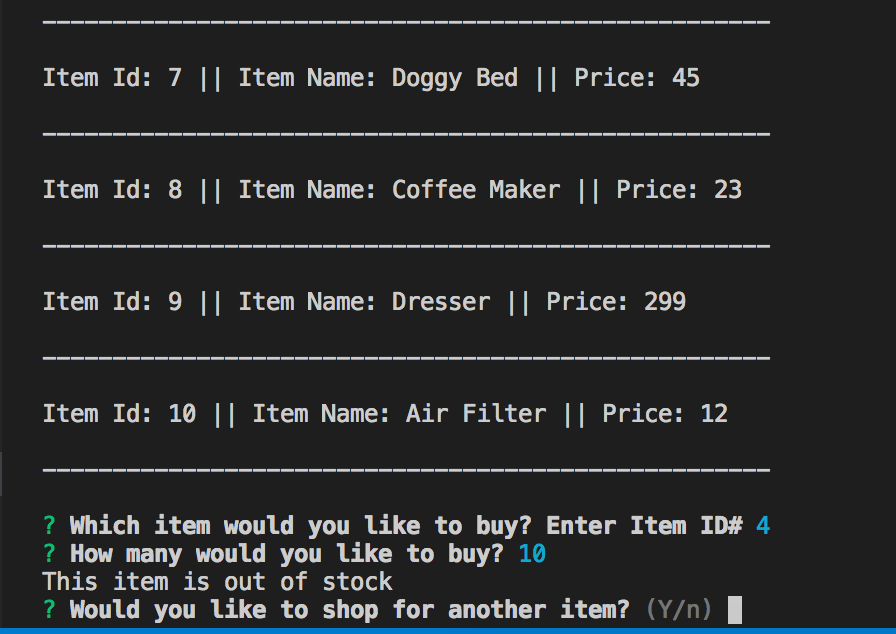 Item Id: 7 || Item Name: Doggy Bed || Price: 45
Item Id: 8 || Item Name: Coffee Maker || Price: 23
Item Id: 9 || Item Name: Dresser || Price: 299
Item Id: 10 || Item Name: Air Filter || Price: 12
? Which item would you like to buy? Enter Item ID# 4
? How many would you like to buy? 10
This item is out of stock
? Would you like to shop for another item? (Y/n)